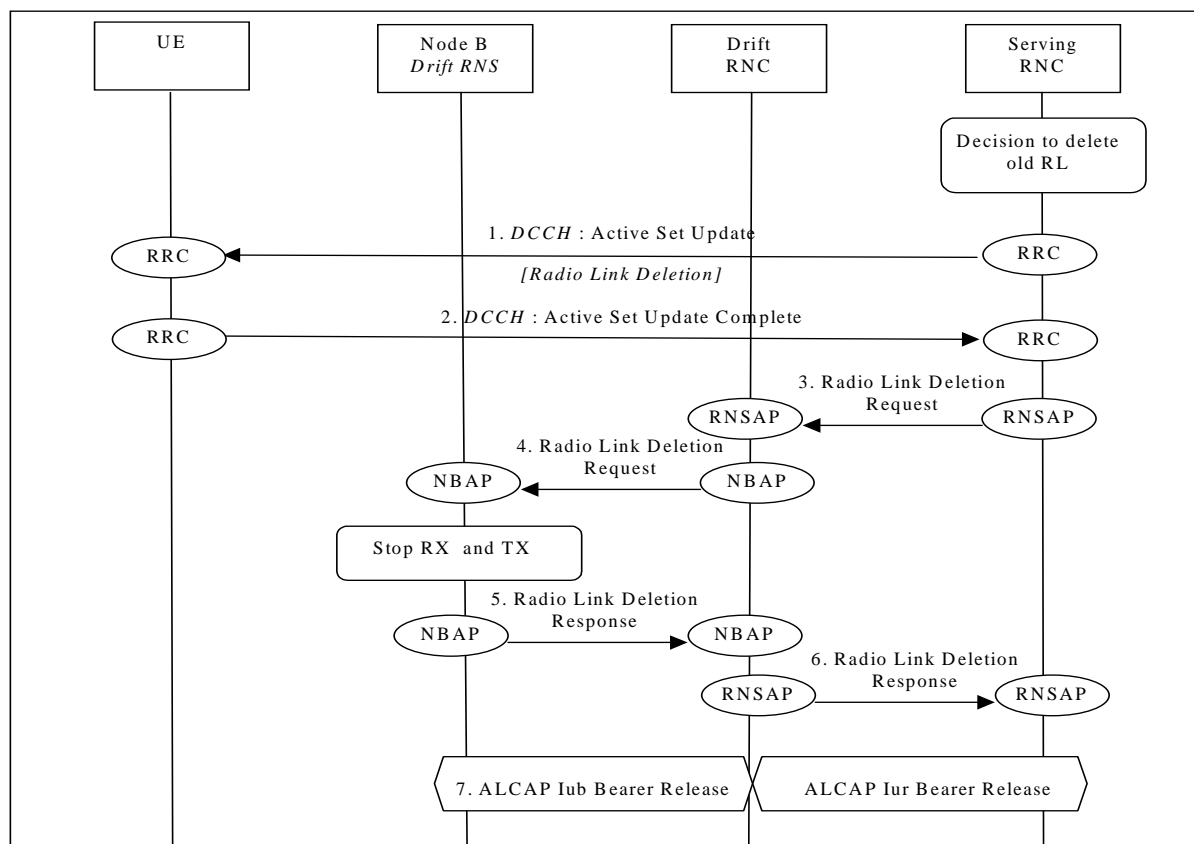 UE
Node B
Drift RNS
Drift
RNC
Serving
RNC
Decision to delete
old RL
1. DCCH : Active Set Update
RRC
RRC
[Radio Link Deletion]
2. DCCH : Active Set Update Complete
RRC
RRC
3. Radio Link Deletion
Request
RNSAP
RNSAP
4. Radio Link Deletion
Request
NBAP
NBAP
Stop RX and TX
5. Radio Link Deletion
Response
NBAP
NBAP
6. Radio Link Deletion
Response
RNSAP
RNSAP
7. ALCAP Iub Bearer Release
ALCAP Iur Bearer Release